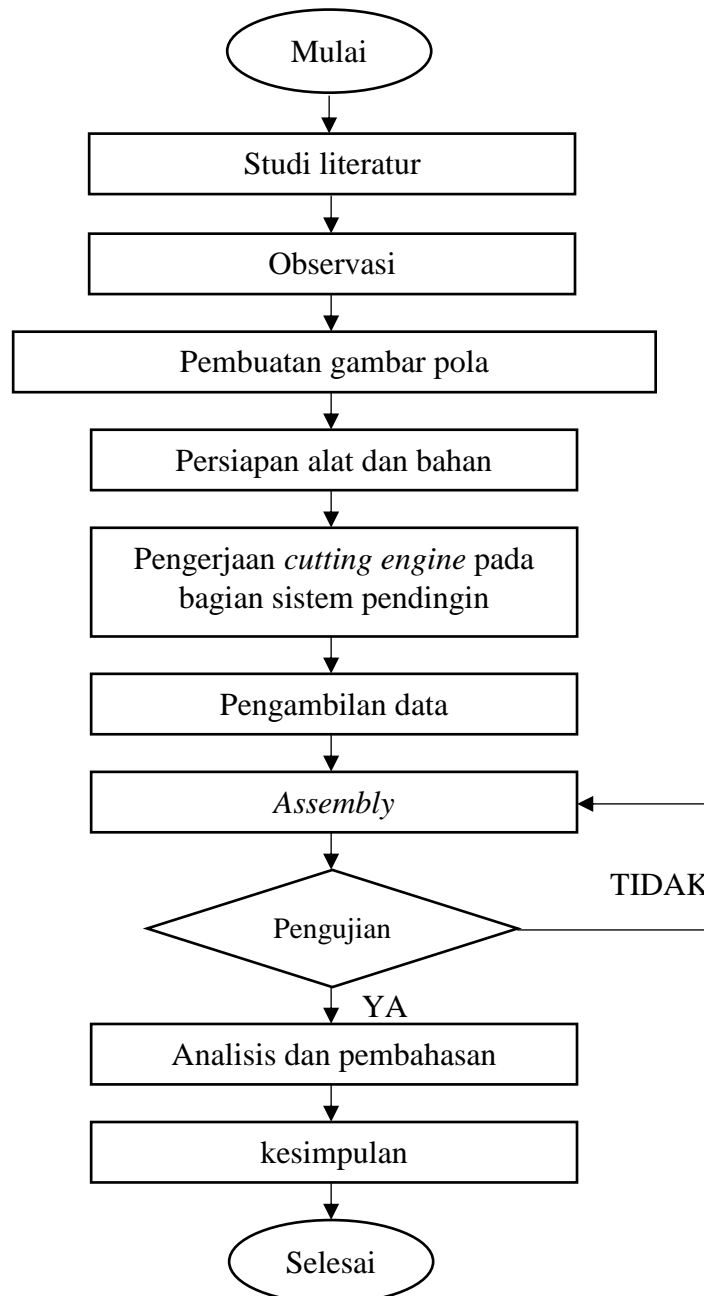 Mulai
Studi literatur
Observasi
Pembuatan gambar pola
Persiapan alat dan bahan
Pengerjaan cutting engine pada
bagian sistem pendingin
Pengambilan data
Assembly
TIDAK
Pengujian
YA
Analisis dan pembahasan
kesimpulan
Selesai